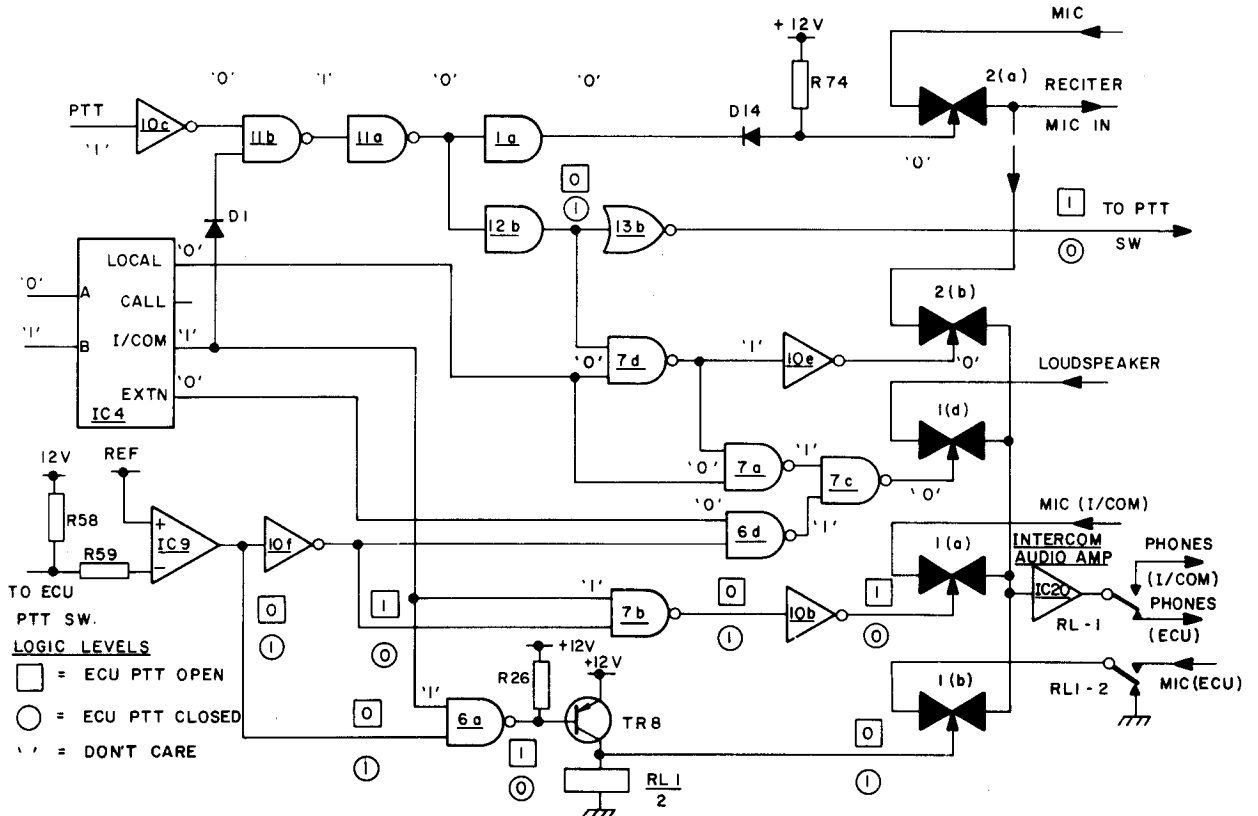 MIC
+12V
R74
2(a)
RECITER
MIC IN
D14
'0'
'1'
'0'
'0'
PTT
'1'
10c
11b
11a
1a
'0'
D1
12b
0
1
13b
1
0
TO PTT
SW
LOCAL
'0'
CALL
I/COM
'1'
EXTN
'0'
IC4
'0'
A
'1'
B
2(b)
7d
'0'
'1'
10e
'0'
LOUDSPEAKER
1(d)
7a
'0'
'1'
7c
'0'
6d
'0'
'1'
12V
REF
R58
R59
+
−
IC9
10f
TO ECU
PTT SW.
0
1
1
0
MIC (I/COM)
1(a)
INTERCOM
AUDIO AMP
IC20
PHONES
(I/COM)
PHONES
(ECU)
RL-1
'1'
7b
0
1
10b
1
0
LOGIC LEVELS
= ECU PTT OPEN
= ECU PTT CLOSED
' ' = DON'T CARE
+12V
+12V
R26
TR8
'1'
6a
0
1
1
0
RL1
2
0
1
1(b)
RL1-2
MIC(ECU)